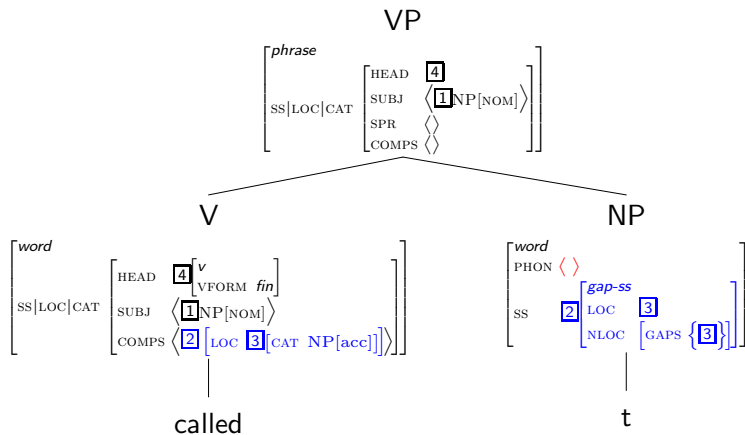 VP
phrase
SS|LOC|CAT
HEAD 4
SUBJ ⟨ 1 NP[NOM] ⟩
SPR ⟨⟩
COMPS ⟨⟩
V
word
SS|LOC|CAT
HEAD 4 [ v
VFORM fin ]
SUBJ ⟨ 1 NP[NOM] ⟩
COMPS ⟨ 2 [LOC 3 [CAT NP[acc]]] ⟩
called
NP
word
PHON ⟨ ⟩
SS 2
gap-ss
LOC 3
NLOC [GAPS { 3 }]
t